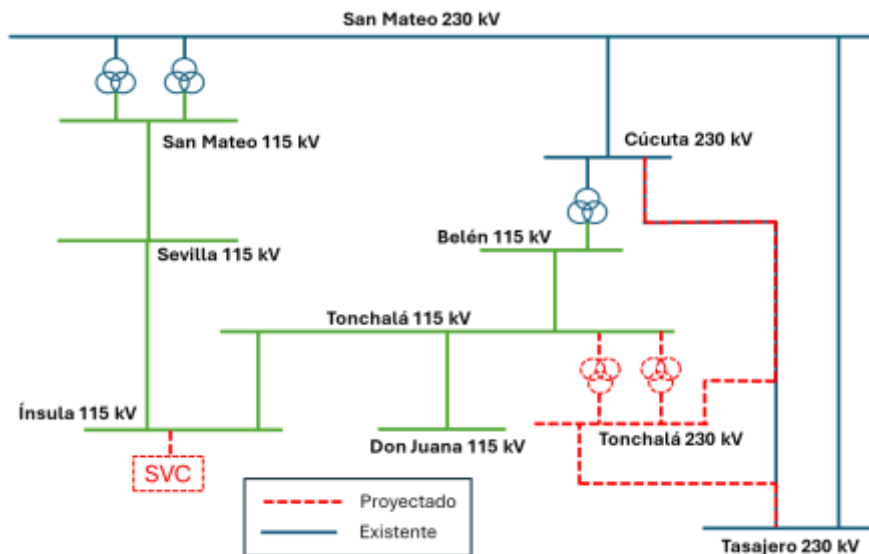 San Mateo 230 kV
San Mateo 115 kV
Cúcuta 230 kV
Sevilla 115 kV
Belén 115 kV
Tonchalá 115 kV
Ínsula 115 kV
Don Juana 115 kV
Tonchalá 230 kV
SVC
Proyectado
Existente
Tasajero 230 kV